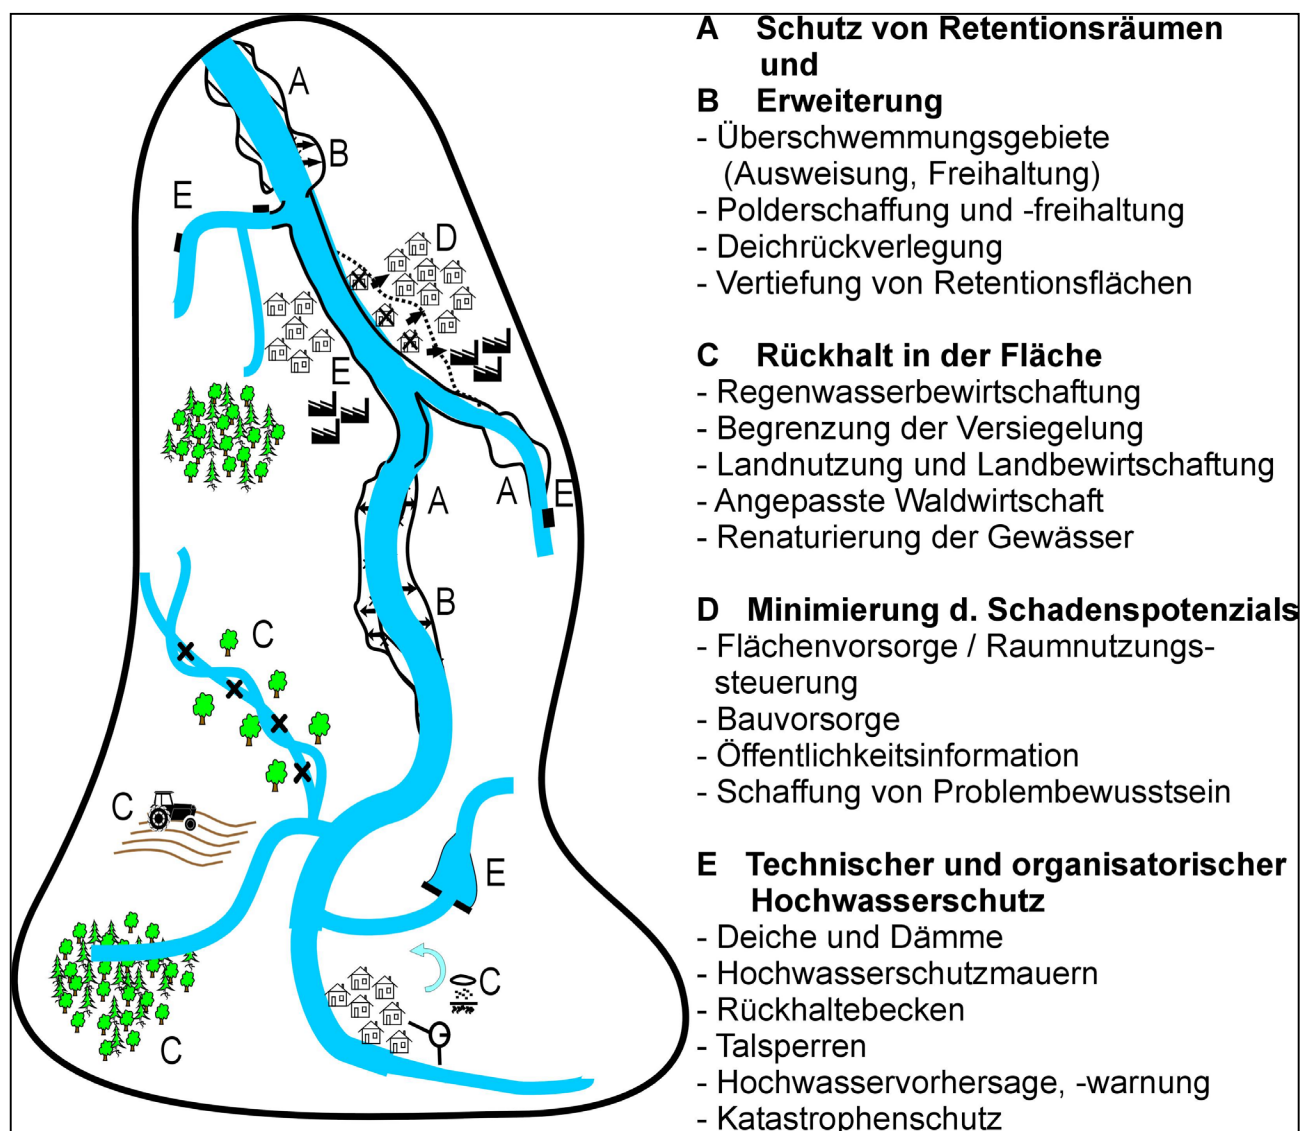 A Schutz von Retentionsräumen
und
B Erweiterung
- Überschwemmungsgebiete
(Ausweisung, Freihaltung)
- Polderschaffung und -freihaltung
- Deichrückverlegung
- Vertiefung von Retentionsflächen
C Rückhalt in der Fläche
- Regenwasserbewirtschaftung
- Begrenzung der Versiegelung
- Landnutzung und Landbewirtschaftung
- Angepasste Waldwirtschaft
- Renaturierung der Gewässer
D Minimierung d. Schadenspotenzials
- Flächenvorsorge / Raumnutzungs-
steuerung
- Bauvorsorge
- Öffentlichkeitsinformation
- Schaffung von Problembewusstsein
E Technischer und organisatorischer
Hochwasserschutz
- Deiche und Dämme
- Hochwasserschutzmauern
- Rückhaltebecken
- Talsperren
- Hochwasservorhersage, -warnung
- Katastrophenschutz
A
B
E
D
E
A
A
E
B
C
C
E
C
C